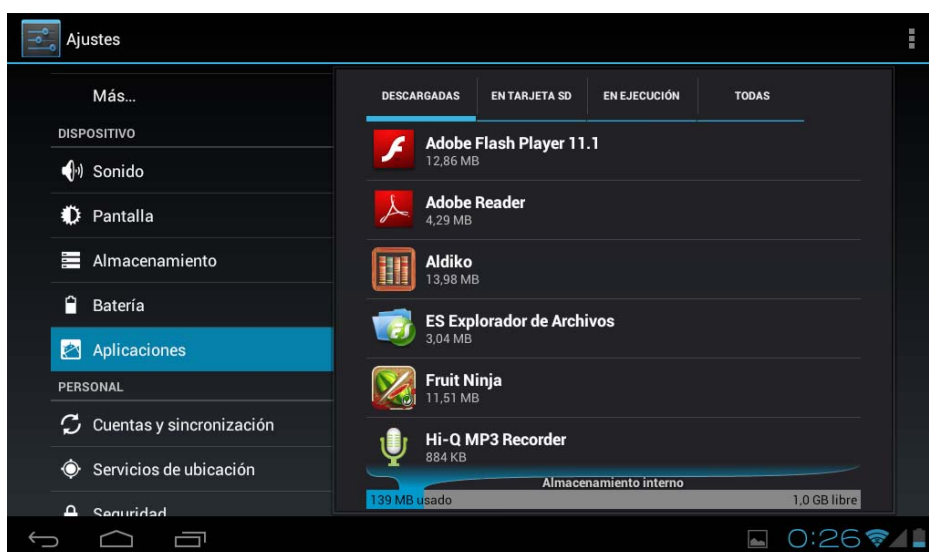 Ajustes
Más...
DISPOSITIVO
Sonido
Pantalla
Almacenamiento
Batería
Aplicaciones
PERSONAL
Cuentas y sincronización
Servicios de ubicación
Seguridad
DESCARGADAS EN TARJETA SD EN EJECUCIÓN TODAS
Adobe Flash Player 11.1
12,86 MB
Adobe Reader
4,29 MB
Aldiko
13,98 MB
ES Explorador de Archivos
3,04 MB
Fruit Ninja
11,51 MB
Hi-Q MP3 Recorder
884 KB
Almacenamiento interno
139 MB usado 1,0 GB libre
0:26